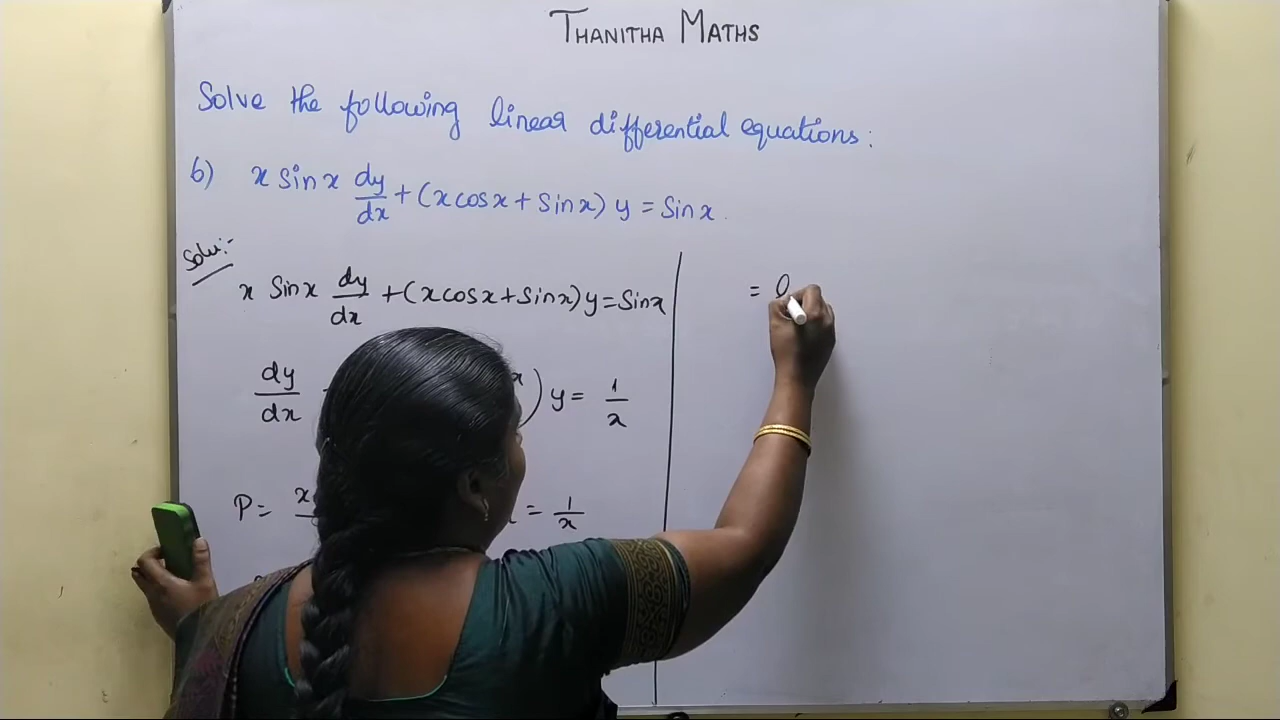 THANITHA MATHS
Solve the following linear differential equations:
6) x sin x dy/dx + (x cos x + sin x) y = sin x.
Solu:-
x sin x dy/dx + (x cos x + sin x) y = sin x
dy/dx ) y = 1/x
P = x = 1/x
=